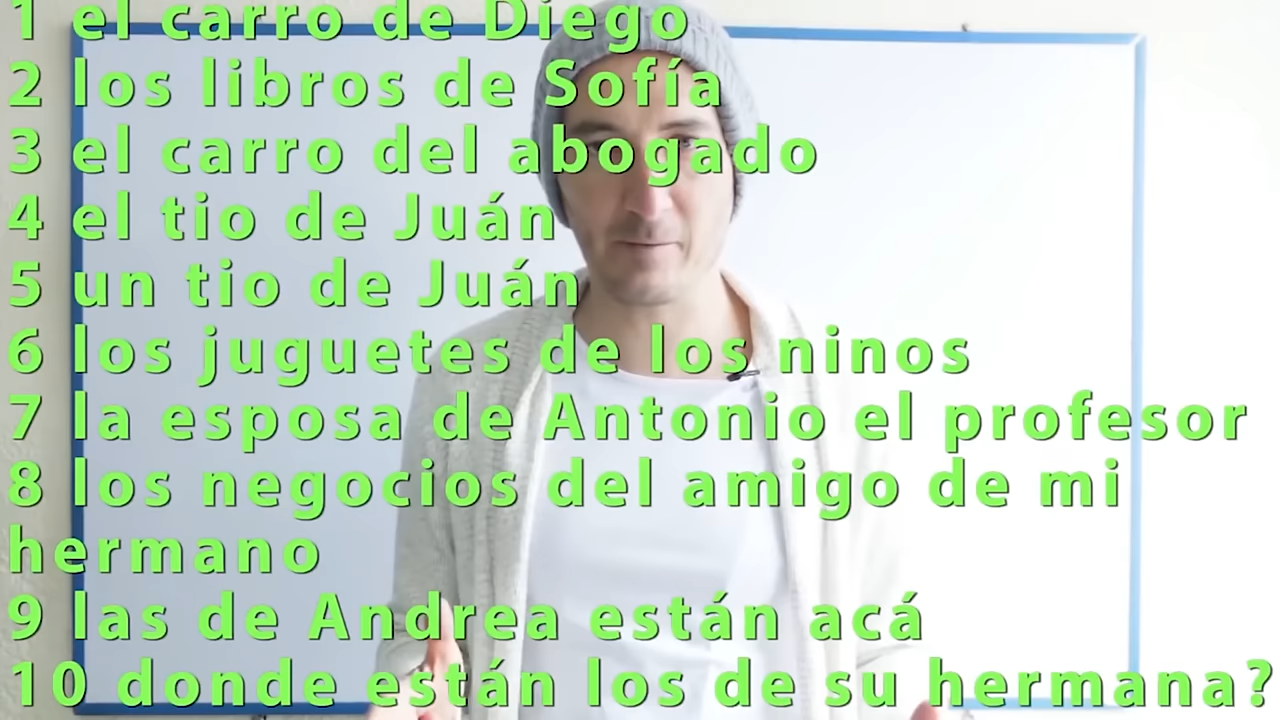 1 el carro de Diego
2 los libros de Sofía
3 el carro del abogado
4 el tio de Juán
5 un tio de Juán
6 los juguetes de los ninos
7 la esposa de Antonio el profesor
8 los negocios del amigo de mi
hermano
9 las de Andrea están acá
10 donde están los de su hermana?